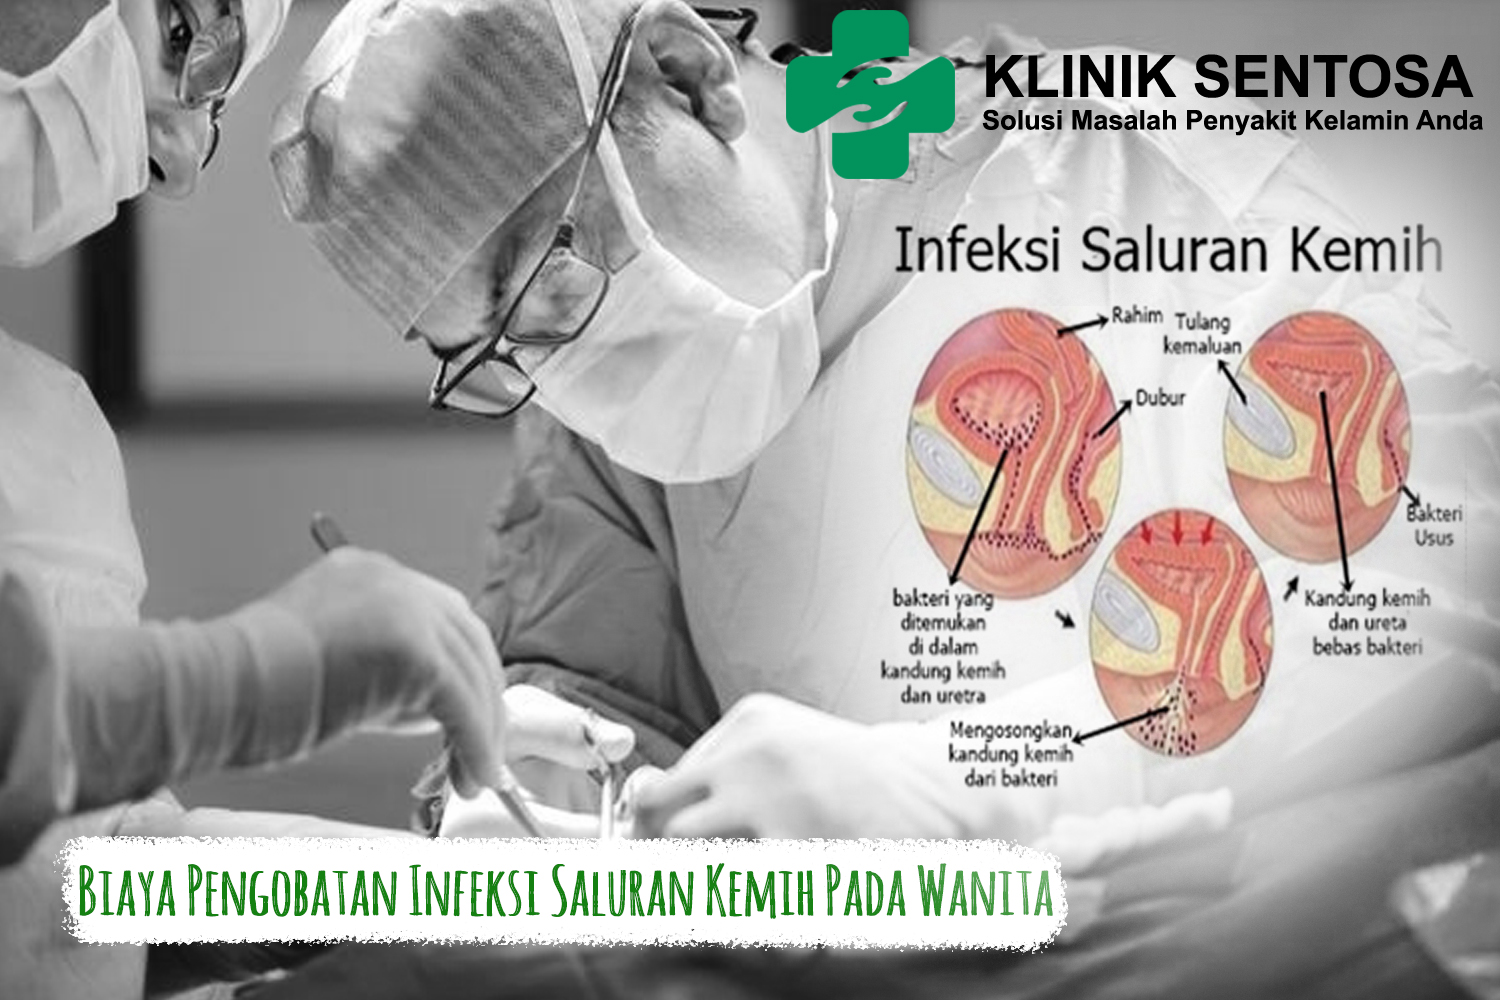 KLINIK SENTOSA
Solusi Masalah Penyakit Kelamin Anda
Infeksi Saluran Kemih
Rahim
Tulang
kemaluan
Dubur
Bakteri
Usus
bakteri yang
ditemukan
di dalam
kandung kemih
dan uretra
Kandung kemih
dan ureta
bebas bakteri
Mengosongkan
kandung kemih
dari bakteri
BIAYA PENGOBATAN INFEKSI SALURAN KEMIH PADA WANITA